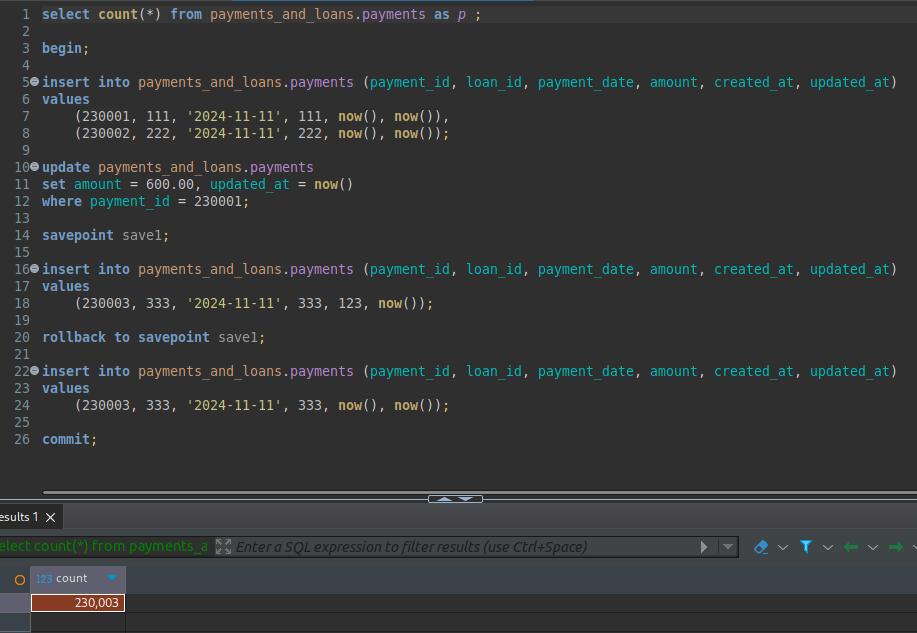 1 select count(*) from payments_and_loans.payments as p ;
2
3 begin;
4
5 insert into payments_and_loans.payments (payment_id, loan_id, payment_date, amount, created_at, updated_at)
6 values
7 (230001, 111, '2024-11-11', 111, now(), now()),
8 (230002, 222, '2024-11-11', 222, now(), now());
9
10 update payments_and_loans.payments
11 set amount = 600.00, updated_at = now()
12 where payment_id = 230001;
13
14 savepoint save1;
15
16 insert into payments_and_loans.payments (payment_id, loan_id, payment_date, amount, created_at, updated_at)
17 values
18 (230003, 333, '2024-11-11', 333, 123, now());
19
20 rollback to savepoint save1;
21
22 insert into payments_and_loans.payments (payment_id, loan_id, payment_date, amount, created_at, updated_at)
23 values
24 (230003, 333, '2024-11-11', 333, now(), now());
25
26 commit;
esults 1
elect count(*) from payments_a Enter a SQL expression to filter results (use Ctrl+Space)
123 count
230,003